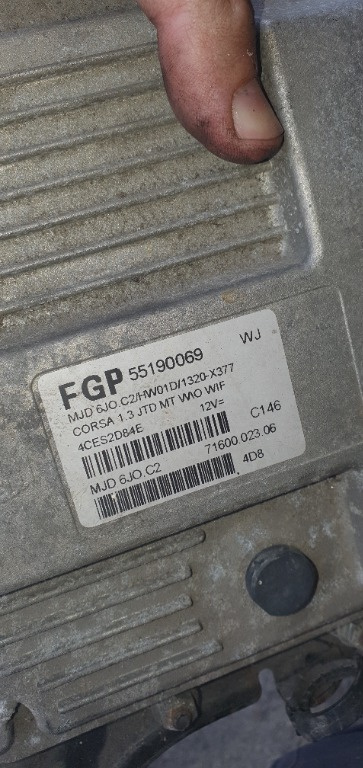 FGP 55190069 WJ
MJD 6JO.C2/HW01D/1320-X377
CORSA 1.3 JTD MT W\AO WIF
4CES2D84E 12V= C146
MJD 6JO.C2 71600.023.06
4D8